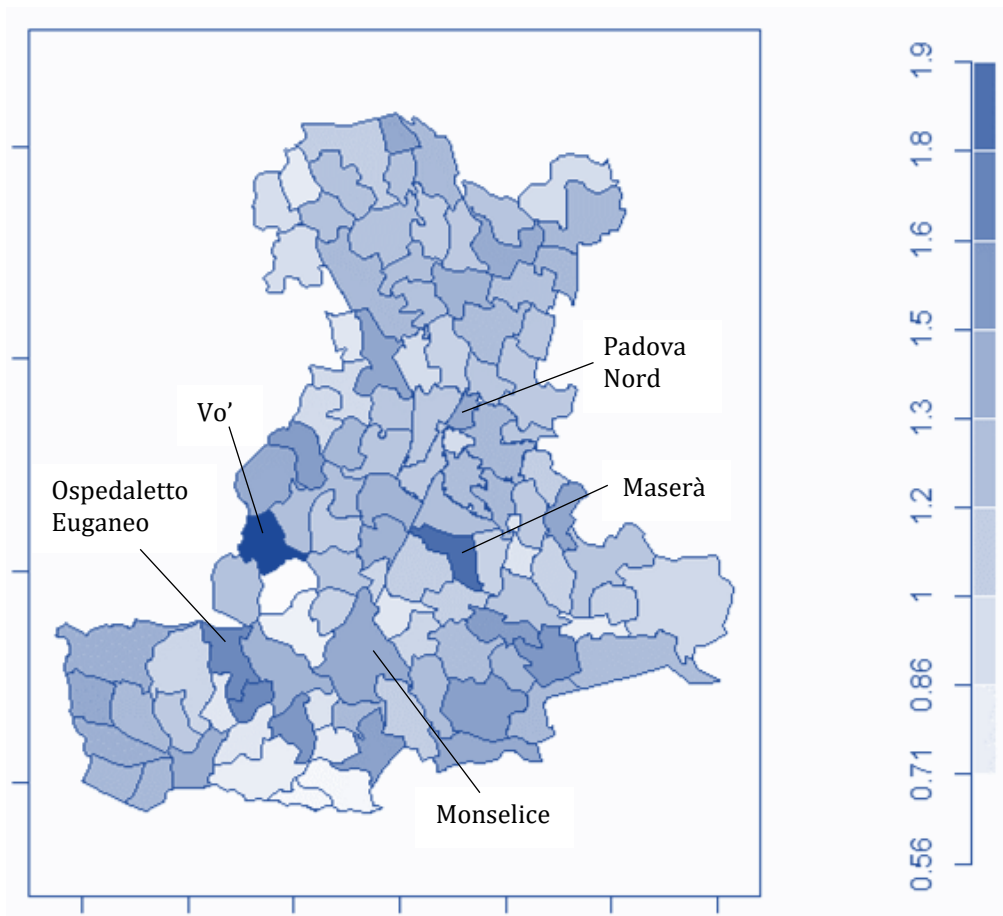 Padova
Nord
Vo’
Ospedaletto
Euganeo
Maserà
Monselice
1.9
1.8
1.6
1.5
1.3
1.2
1
0.86
0.71
0.56